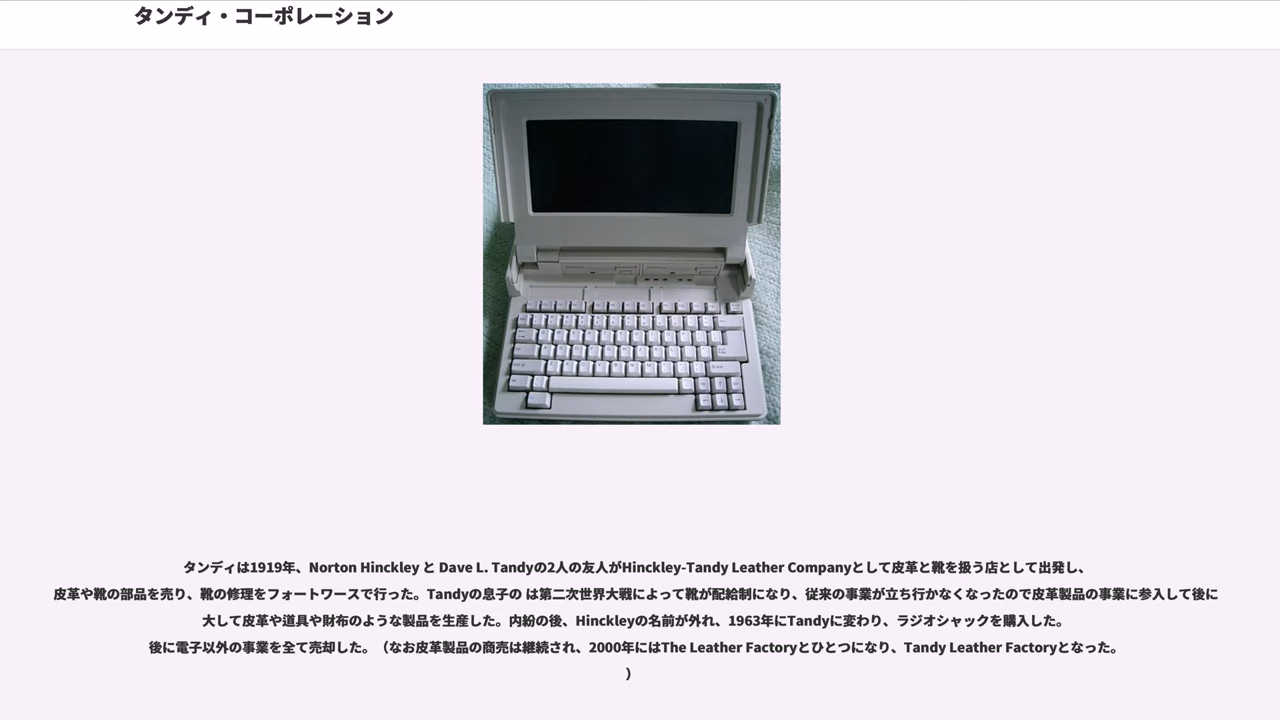 タンディ・コーポレーション
タンディは1919年、Norton Hinckley と Dave L. Tandyの2人の友人がHinckley-Tandy Leather Companyとして皮革と靴を扱う店として出発し、
皮革や靴の部品を売り、靴の修理をフォートワースで行った。Tandyの息子の は第二次世界大戦によって靴が配給制になり、従来の事業が立ち行かなくなったので皮革製品の事業に参入して後に
大して皮革や道具や財布のような製品を生産した。内紛の後、Hinckleyの名前が外れ、1963年にTandyに変わり、ラジオシャックを購入した。
後に電子以外の事業を全て売却した。（なお皮革製品の商売は継続され、2000年にはThe Leather Factoryとひとつになり、Tandy Leather Factoryとなった。
）